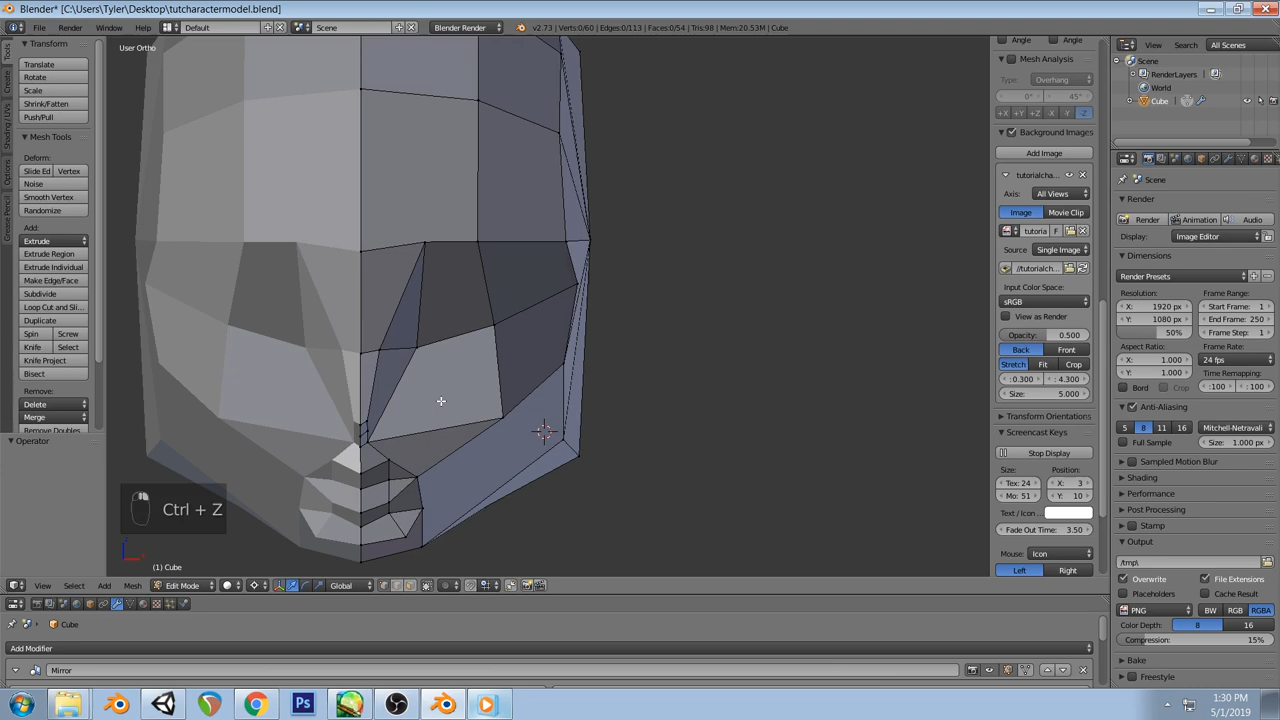 Blender* [C:\Users\Tyler\Desktop\tutcharactermodel.blend]
File Render Window Help Default Scene Blender Render v2.73 | Verts:0/60 | Edges:0/113 | Faces:0/54 | Tris:98 | Mem:20.53M | Cube
Tools
Create
Shading/UVs
Options
Grease Pencil
Transform
Translate
Rotate
Scale
Shrink/Fatten
Push/Pull
Mesh Tools
Deform:
Slide Ed Vertex
Noise
Smooth Vertex
Randomize
Add:
Extrude
Extrude Region
Extrude Individual
Make Edge/Face
Subdivide
Loop Cut and Sli...
Duplicate
Spin Screw
Knife Select
Knife Project
Bisect
Remove:
Delete
Merge
Remove Doubles
Operator
User Ortho
Ctrl + Z
(1) Cube
View Select Add Mesh Edit Mode Global
Cube
Add Modifier
Mirror
Angle Angle
Mesh Analysis
Type: Overhang
0° 45°
+X +Y +Z -X -Y -Z
Background Images
Add Image
tutorialcha...
Axis: All Views
Image Movie Clip
tutoria F
Source Single Image
//tutorialch...
Input Color Space:
sRGB
View as Render
Opacity: 0.500
Back Front
Stretch Fit Crop
:0.300 : 4.300
Size: 5.000
Transform Orientations
Screencast Keys
Stop Display
Size: Position:
Tex: 24 X: 3
Mo: 51 Y: 10
Text / Icon ...
Fade Out Time: 3.50
Mouse: Icon
Left Right
View Search All Scenes
Scene
RenderLayers
World
Cube
Scene
Render
Render Animation Audio
Display: Image Editor
Dimensions
Render Presets
Resolution: Frame Range:
X: 1920 px Start Frame: 1
Y: 1080 px End Frame: 250
50% Frame Step: 1
Aspect Ratio: Frame Rate:
X: 1.000 24 fps
Y: 1.000 Time Remapping:
Bord Crop :100 : 100
Anti-Aliasing
5 8 11 16 Mitchell-Netravali
Full Sample Size: 1.000 px
Sampled Motion Blur
Shading
Performance
Post Processing
Stamp
Output
/tmp\
Overwrite File Extensions
Placeholders Cache Result
PNG BW RGB RGBA
Color Depth: 8 16
Compression: 15%
Bake
Freestyle
Ps
1:30 PM
5/1/2019